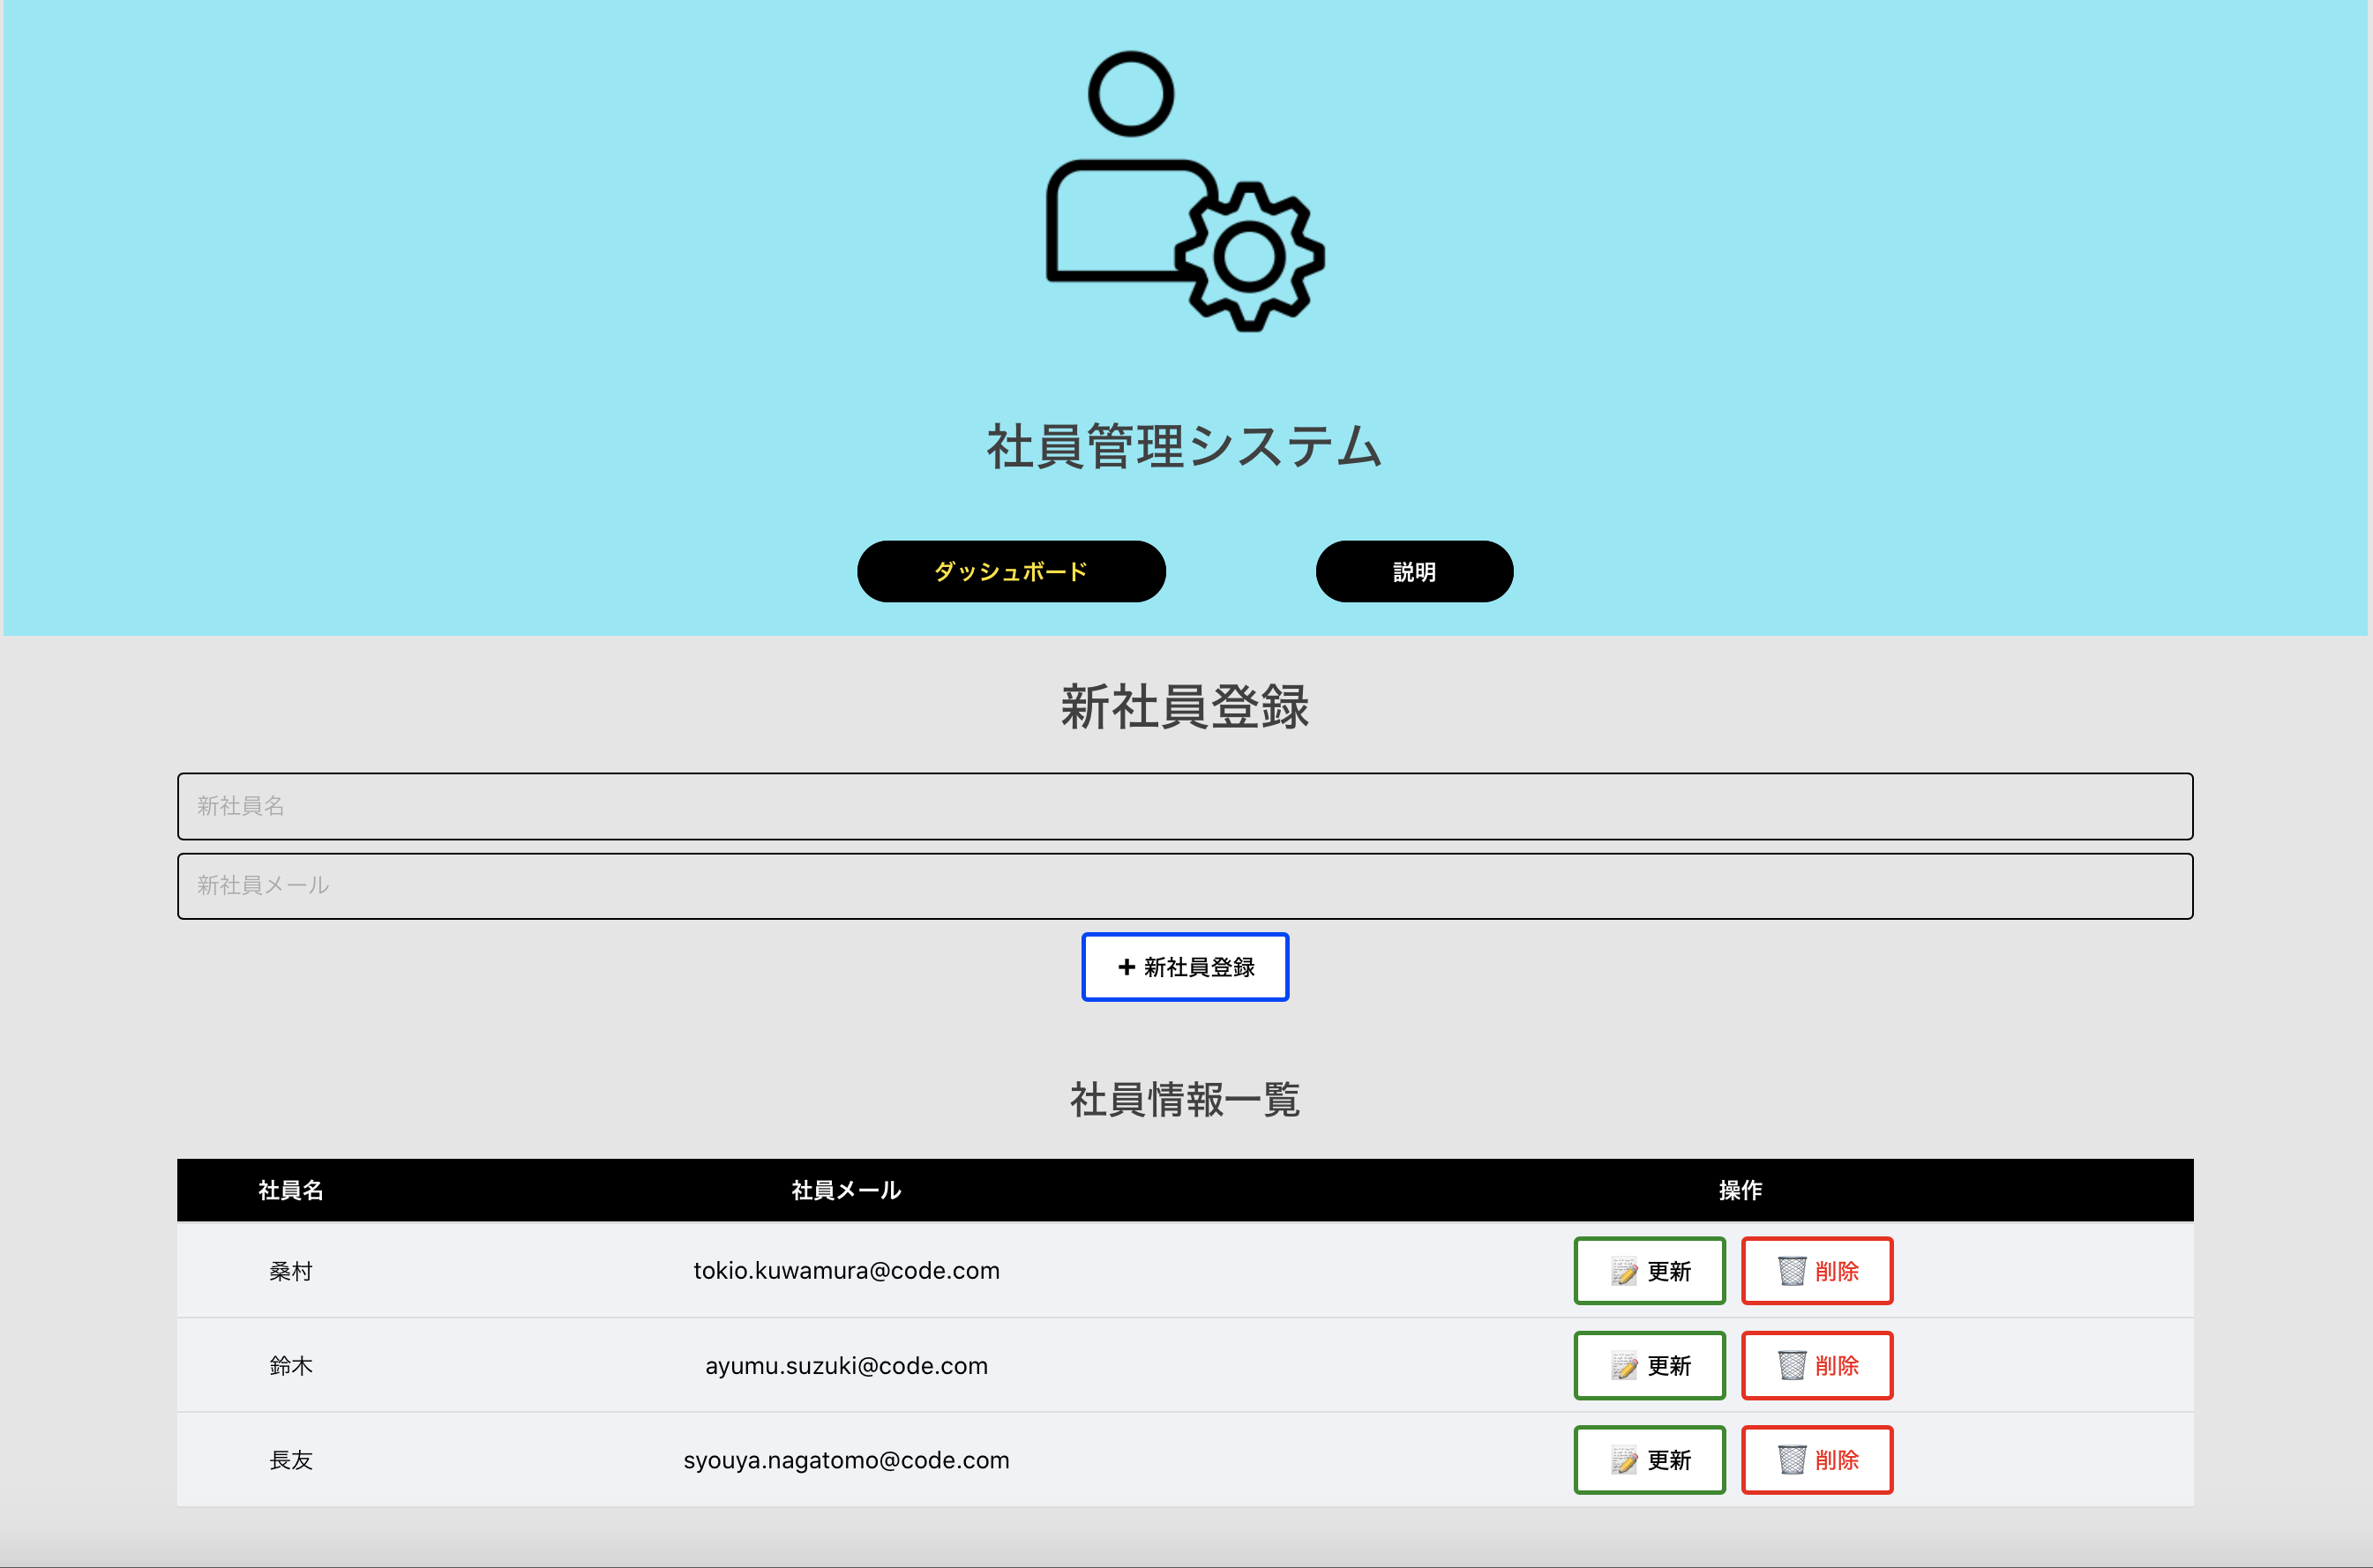 社員管理システム
ダッシュボード 説明
新社員登録
新社員名
新社員メール
+ 新社員登録
社員情報一覧
社員名 社員メール 操作
桑村 tokio.kuwamura@code.com 更新 削除
鈴木 ayumu.suzuki@code.com 更新 削除
長友 syouya.nagatomo@code.com 更新 削除